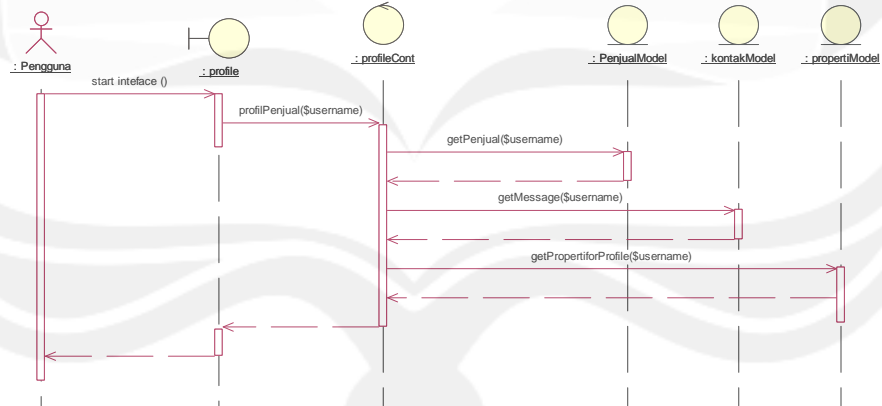 : Pengguna
: profile
: profileCont
: PenjualModel
: kontakModel
: propertiModel
start inteface ()
profilPenjual($username)
getPenjual($username)
getMessage($username)
getPropertiforProfile($username)